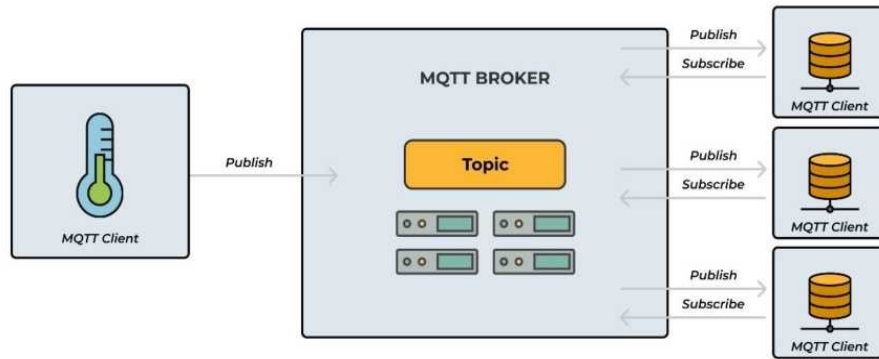 MQTT Client
Publish
MQTT BROKER
Topic
Publish
Subscribe
MQTT Client
Publish
Subscribe
MQTT Client
Publish
Subscribe
MQTT Client